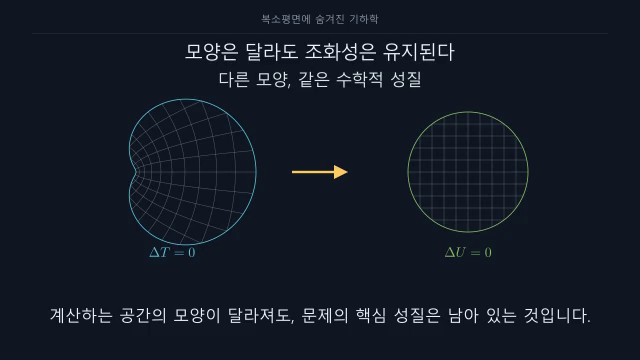 복소평면에 숨겨진 기하학
모양은 달라도 조화성은 유지된다
다른 모양, 같은 수학적 성질
ΔT = 0
ΔU = 0
계산하는 공간의 모양이 달라져도, 문제의 핵심 성질은 남아 있는 것입니다.